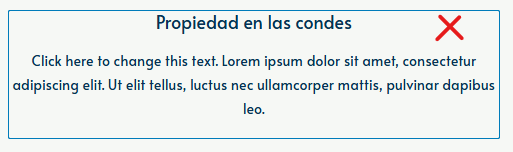 Propiedad en las condes
Click here to change this text. Lorem ipsum dolor sit amet, consectetur
adipiscing elit. Ut elit tellus, luctus nec ullamcorper mattis, pulvinar dapibus
leo.